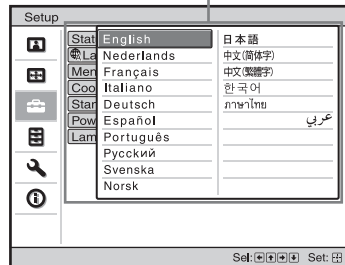 Setup
Stat
La
Men
Coo
Star
Pow
Lam
English
Nederlands
Français
Italiano
Deutsch
Español
Português
Русский
Svenska
Norsk
日本語
中文(简体字)
中文(繁體字)
한국어
ภาษาไทย
عربي
Sel: Set: